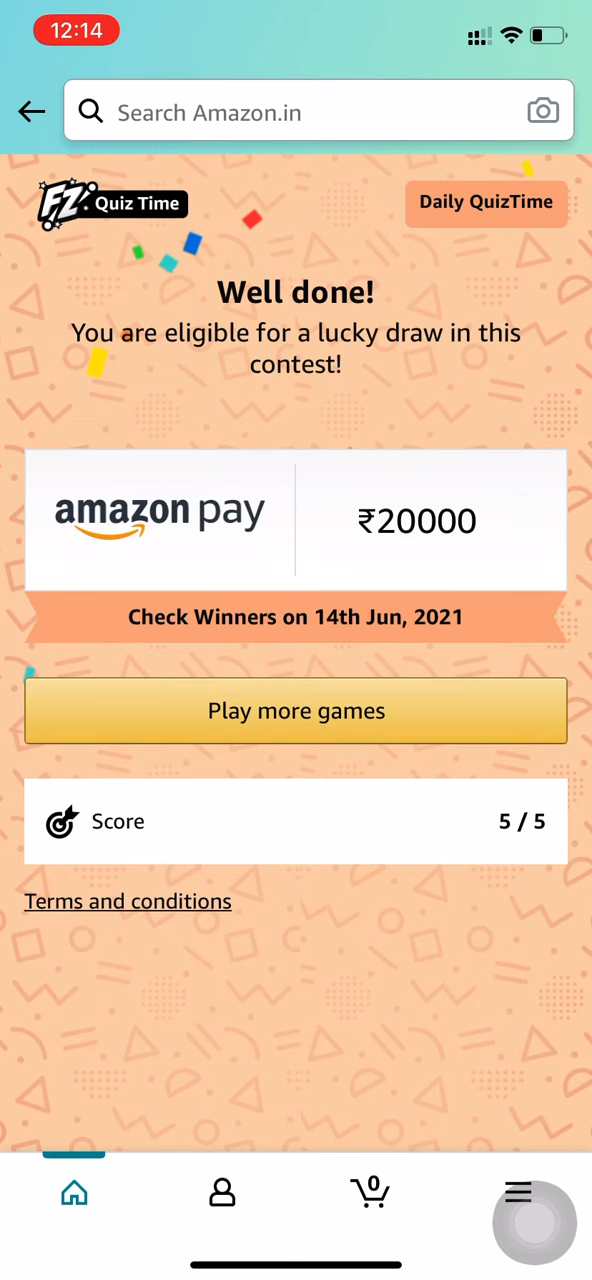 12:14
Search Amazon.in
FZ Quiz Time
Daily QuizTime
Well done!
You are eligible for a lucky draw in this
contest!
amazon pay
₹20000
Check Winners on 14th Jun, 2021
Play more games
Score
5 / 5
Terms and conditions
0